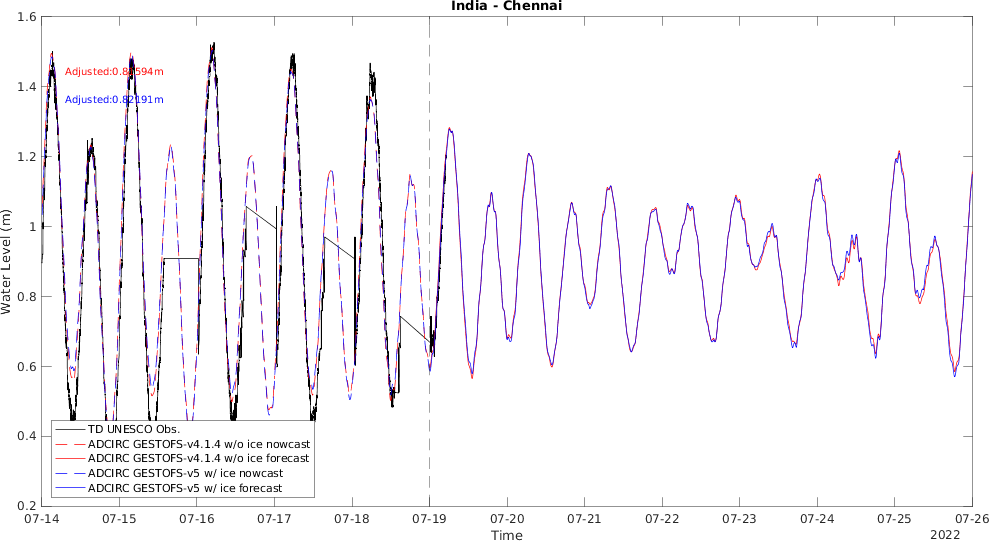 India - Chennai
1.6
1.4
1.2
1
0.8
0.6
0.4
0.2
Water Level (m)
Adjusted:0.82191m
TD UNESCO Obs.
ADCIRC GESTOFS-v4.1.4 w/o ice nowcast
ADCIRC GESTOFS-v4.1.4 w/o ice forecast
ADCIRC GESTOFS-v5 w/ ice nowcast
ADCIRC GESTOFS-v5 w/ ice forecast
07-14 07-15 07-16 07-17 07-18 07-19 07-20 07-21 07-22 07-23 07-24 07-25 07-26
Time
2022